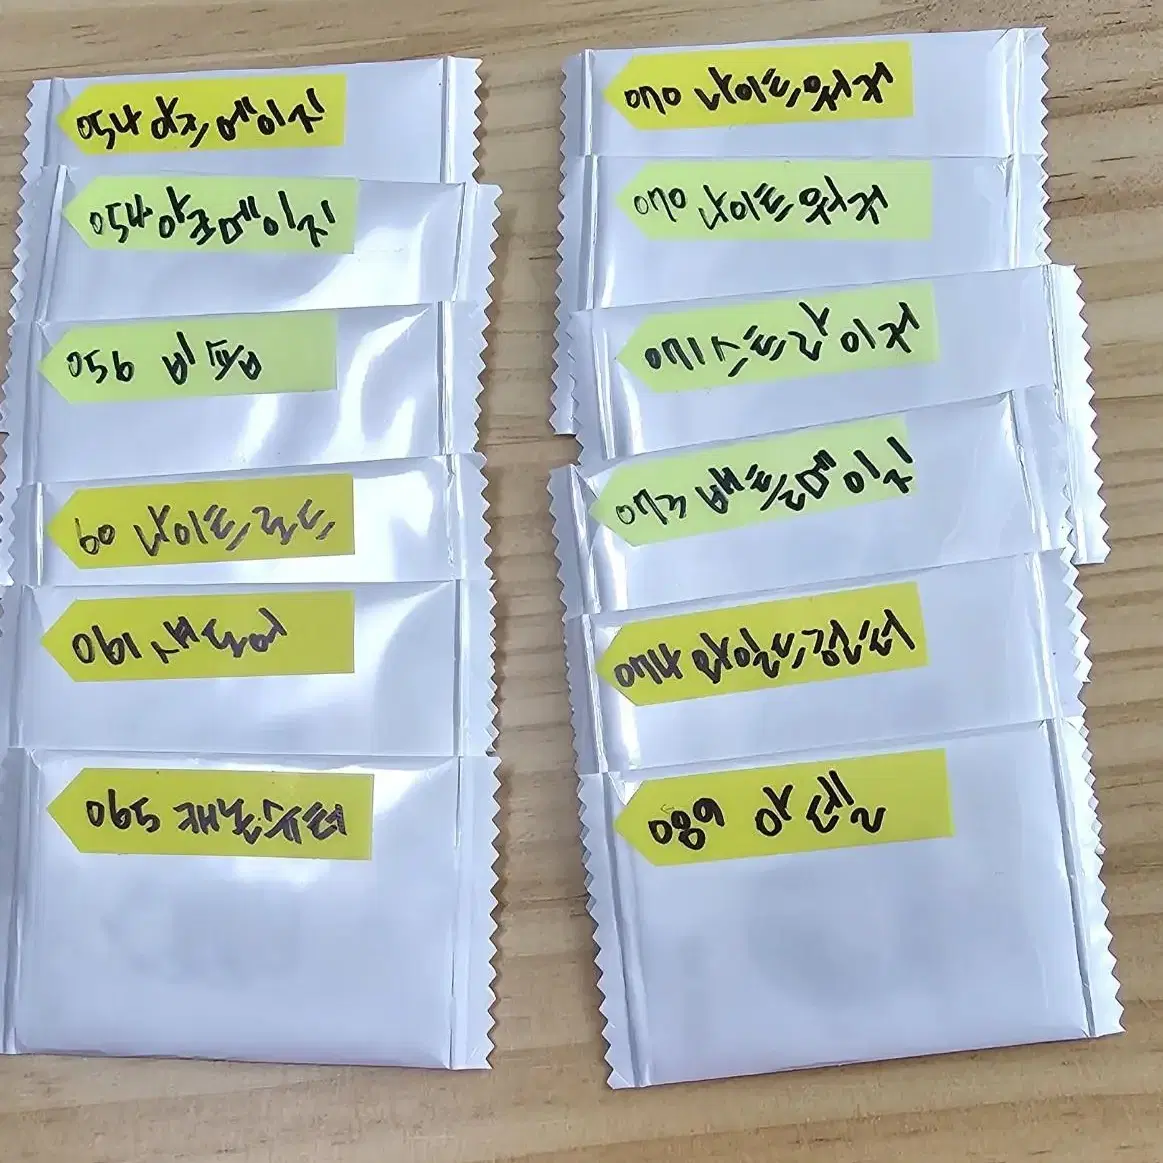 054 아크메이지
054 아크메이지
056 비숍
60 나이트로드
061 섀도어
065 캐논슈터
070 나이트워커
070 나이트워커
071 스트라이커
073 배틀메이지
074 와일드헌터
089 아델